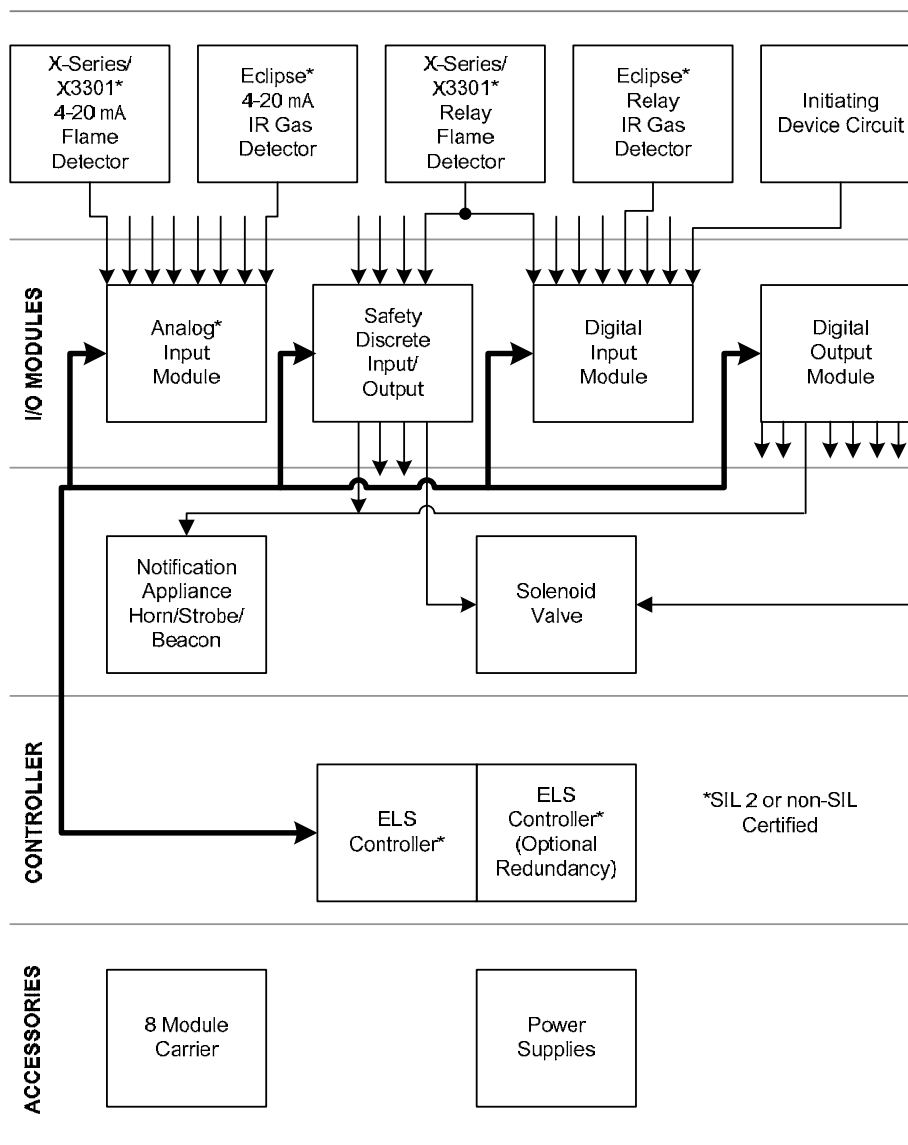 X-Series/
X3301*
4-20 mA
Flame
Detector
Eclipse*
4-20 mA
IR Gas
Detector
X-Series/
X3301*
Relay
Flame
Detector
Eclipse*
Relay
IR Gas
Detector
Initiating
Device Circuit
I/O MODULES
Analog*
Input
Module
Safety
Discrete
Input/
Output
Digital
Input
Module
Digital
Output
Module
Notification
Appliance
Horn/Strobe/
Beacon
Solenoid
Valve
CONTROLLER
ELS
Controller*
ELS
Controller*
(Optional
Redundancy)
*SIL 2 or non-SIL
Certified
ACCESSORIES
8 Module
Carrier
Power
Supplies